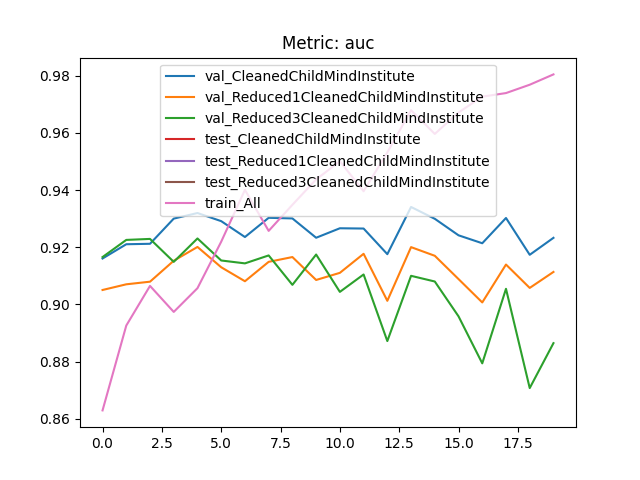 Metric: auc
val_CleanedChildMindInstitute
val_Reduced1CleanedChildMindInstitute
val_Reduced3CleanedChildMindInstitute
test_CleanedChildMindInstitute
test_Reduced1CleanedChildMindInstitute
test_Reduced3CleanedChildMindInstitute
train_All
0.98
0.96
0.94
0.92
0.90
0.88
0.86
0.0 2.5 5.0 7.5 10.0 12.5 15.0 17.5